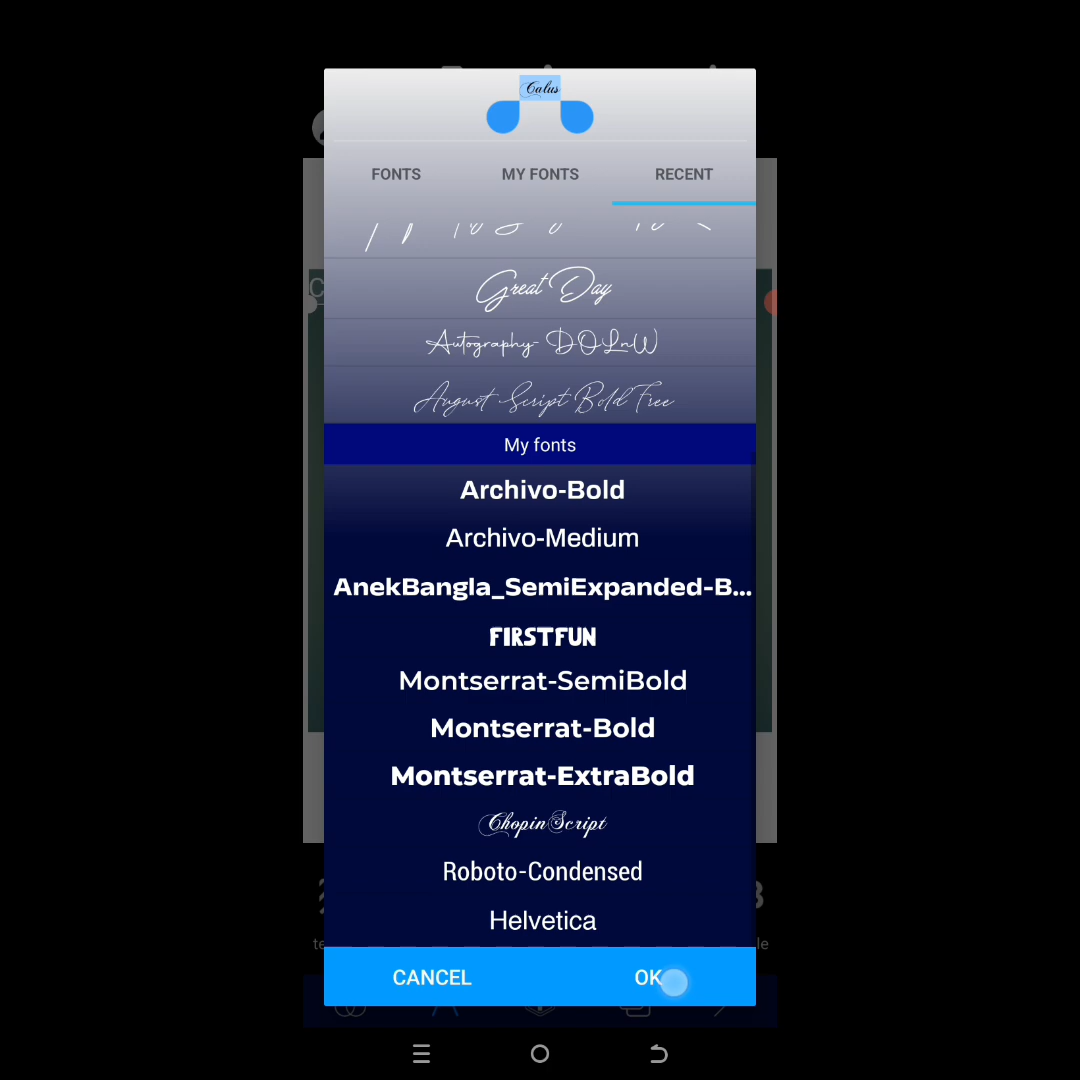 Calus
FONTS
MY FONTS
RECENT
Great Day
Autography-DOLnW
August Script Bold Free
My fonts
Archivo-Bold
Archivo-Medium
AnekBangla_SemiExpanded-B...
FIRSTFUN
Montserrat-SemiBold
Montserrat-Bold
Montserrat-ExtraBold
ChopinScript
Roboto-Condensed
Helvetica
CANCEL
OK